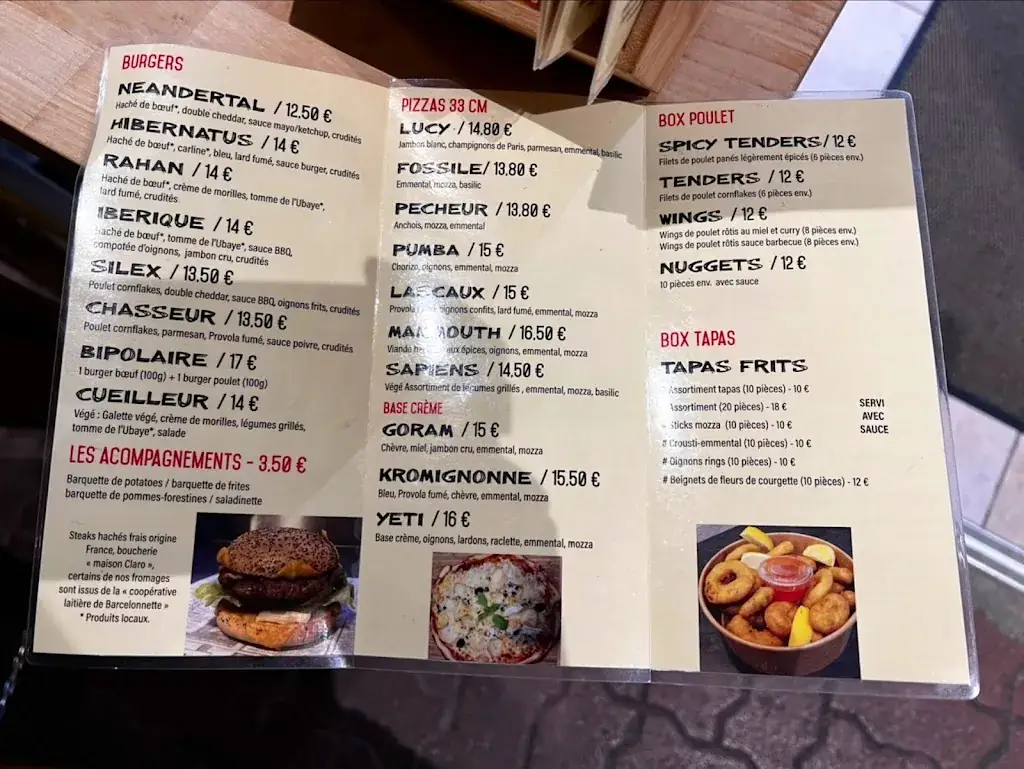 BURGERS
NEANDERTAL / 12.50 €
Haché de bœuf*, double cheddar, sauce mayo/ketchup, crudités
HIBERNATUS / 14 €
Haché de bœuf*, carline*, bleu, lard fumé, sauce burger, crudités
RAHAN / 14 €
Haché de bœuf*, crème de morilles, tomme de l'Ubaye*,
lard fumé, crudités
IBERIQUE / 14 €
Haché de bœuf*, tomme de l'Ubaye*, sauce BBQ,
compotée d'oignons, jambon cru, crudités
SILEX / 13,50 €
Poulet cornflakes, double cheddar, sauce BBQ, oignons frits, crudités
CHASSEUR / 13,50 €
Poulet cornflakes, parmesan, Provola fumé, sauce poivre, crudités
BIPOLAIRE / 17 €
1 burger bœuf (100g) + 1 burger poulet (100g)
CUEILLEUR / 14 €
Végé : Galette végé, crème de morilles, légumes grillés,
tomme de l'Ubaye*, salade
LES ACOMPAGNEMENTS - 3.50 €
Barquette de potatoes / barquette de frites
barquette de pommes-forestines / saladinette
Steaks hachés frais origine
France, boucherie
« maison Claro »,
certains de nos fromages
sont issus de la « coopérative
laitière de Barcelonnette »
* Produits locaux.
PIZZAS 33 CM
LUCY / 14.80 €
Jambon blanc, champignons de Paris, parmesan, emmental, basilic
FOSSILE/ 13,80 €
Emmental, mozza, basilic
PECHEUR / 13.80 €
Anchois, mozza, emmental
PUMBA / 15 €
Chorizo, oignons, emmental, mozza
LASCAUX / 15 €
Provola oignons confits, lard fumé, emmental, mozza
MAMMOUTH / 16.50 €
Viande aux épices, oignons, emmental, mozza
SAPIENS / 14.50 €
Végé Assortiment de légumes grillés , emmental, mozza, basilic
BASE CRÈME
GORAM / 15 €
Chèvre, miel, jambon cru, emmental, mozza
KROMIGNONNE / 15,50 €
Bleu, Provola fumé, chèvre, emmental, mozza
YETI / 16 €
Base crème, oignons, lardons, raclette, emmental, mozza
BOX POULET
SPICY TENDERS/ 12 €
Filets de poulet panés légèrement épicés (6 pièces env.)
TENDERS / 12 €
Filets de poulet cornflakes (6 pièces env.)
WINGS / 12 €
Wings de poulet rôtis au miel et curry (8 pièces env.)
Wings de poulet rôtis sauce barbecue (8 pièces env.)
NUGGETS / 12 €
10 pièces env. avec sauce
BOX TAPAS
TAPAS FRITS
Assortiment tapas (10 pièces) - 10 €
Assortiment (20 pièces) - 18 €
Sticks mozza (10 pièces) - 10 €
# Crousti-emmental (10 pièces) - 10 €
# Oignons rings (10 pièces) - 10 €
# Beignets de fleurs de courgette (10 pièces) - 12 €
SERVI
AVEC
SAUCE